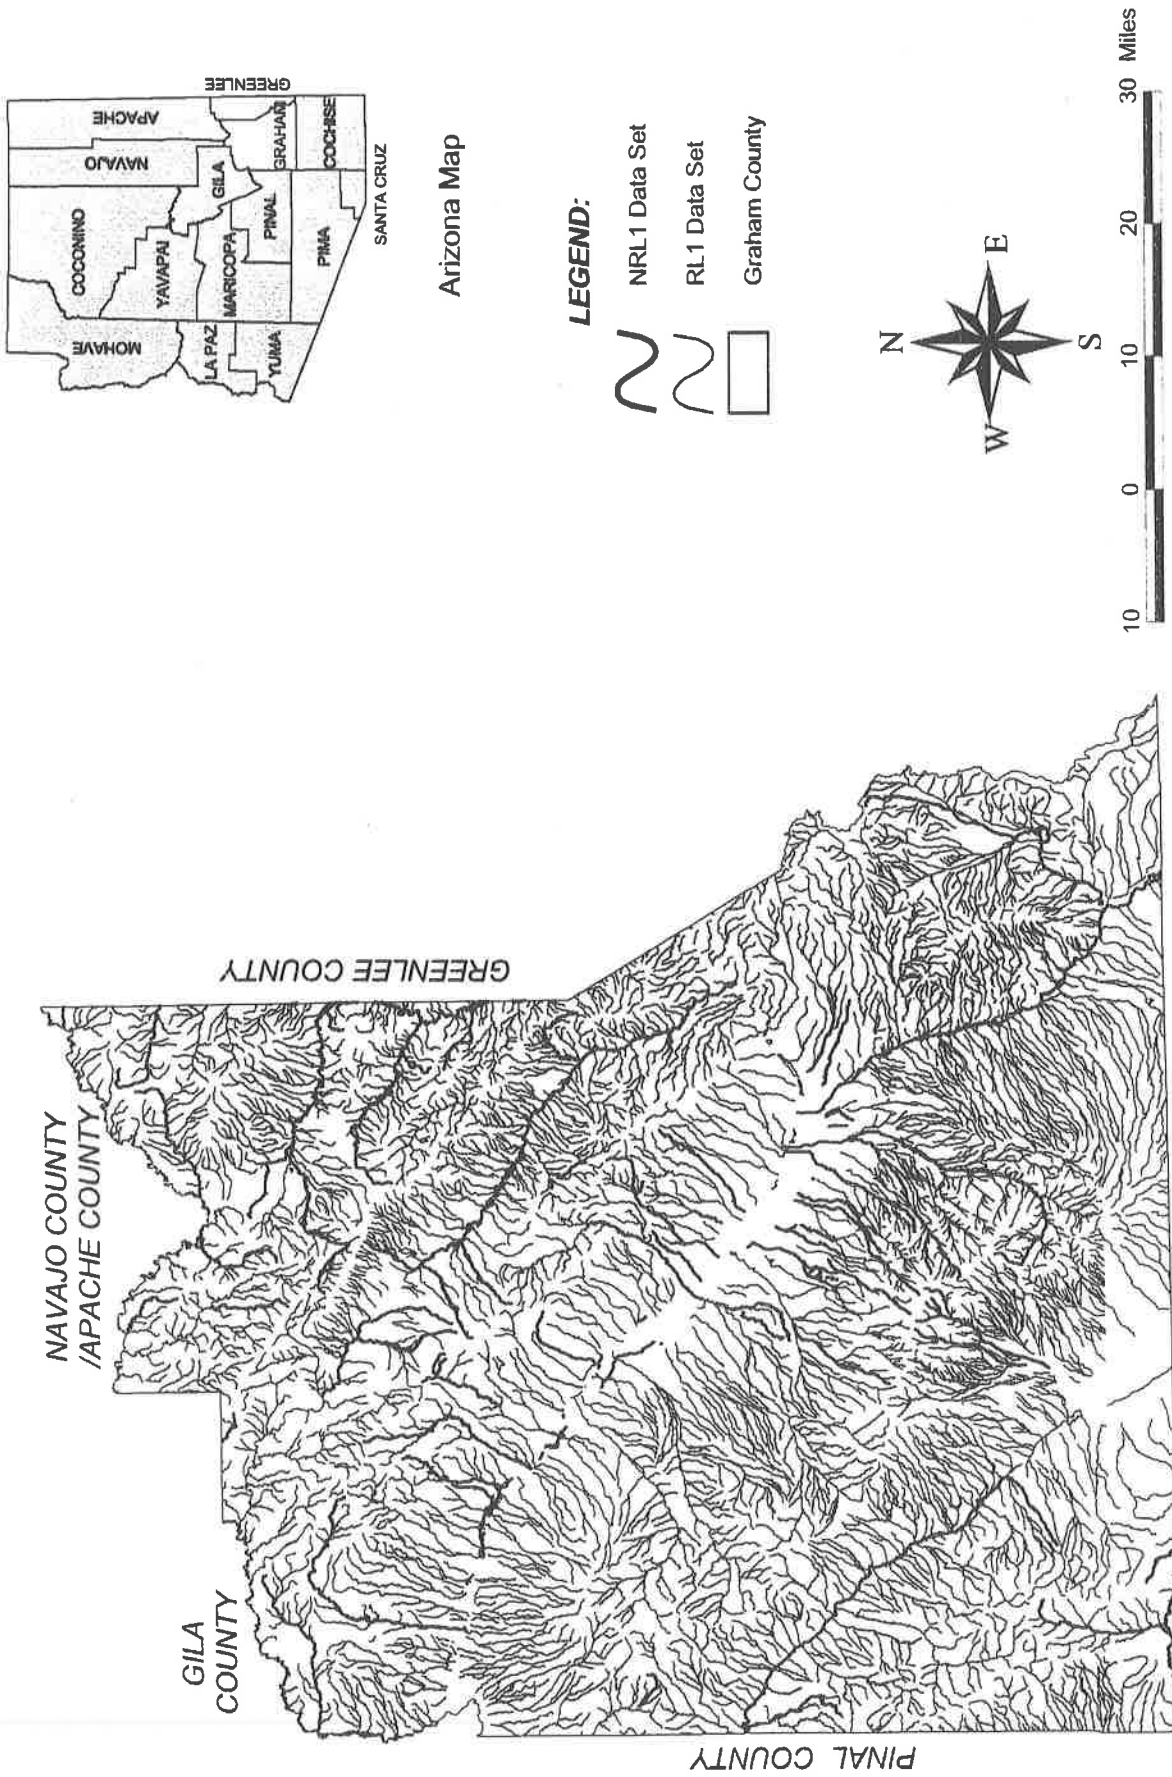 GREENLEE
APACHE
NAVAJO
COCONINO
MOHAVE
YAVAPAI
GILA
GRAHAM
LA PAZ
MARICOPA
PINAL
YUMA
PIMA
COCHISE
SANTA CRUZ
Arizona Map
LEGEND:
NRL1 Data Set
RL1 Data Set
Graham County
N
W
E
S
10 0 10 20 30 Miles
NAVAJO COUNTY
/APACHE COUNTY
GREENLEE COUNTY
GILA
COUNTY
PINAL COUNTY